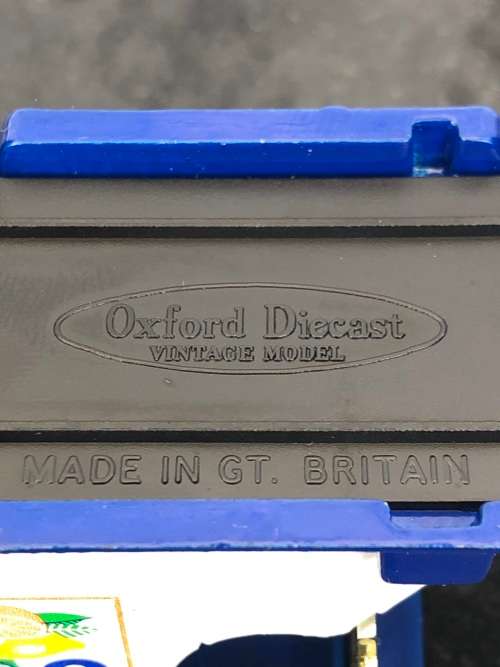 Oxford Diecast
VINTAGE MODEL
MADE IN GT. BRITAIN